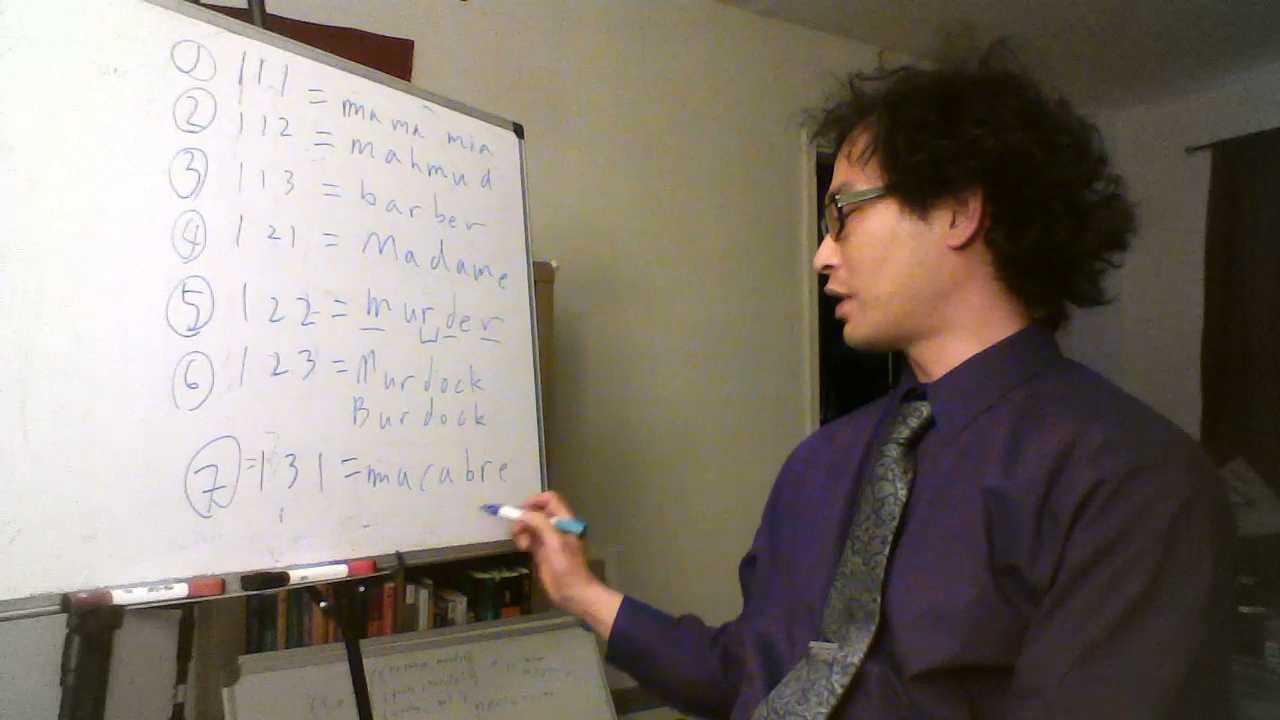 ① 111 = mama mia
② 112 = mahmud
③ 113 = barber
④ 121 = Madame
⑤ 122 = murder
⑥ 123 = Murdock
Burdock
⑦ = 131 = macabre